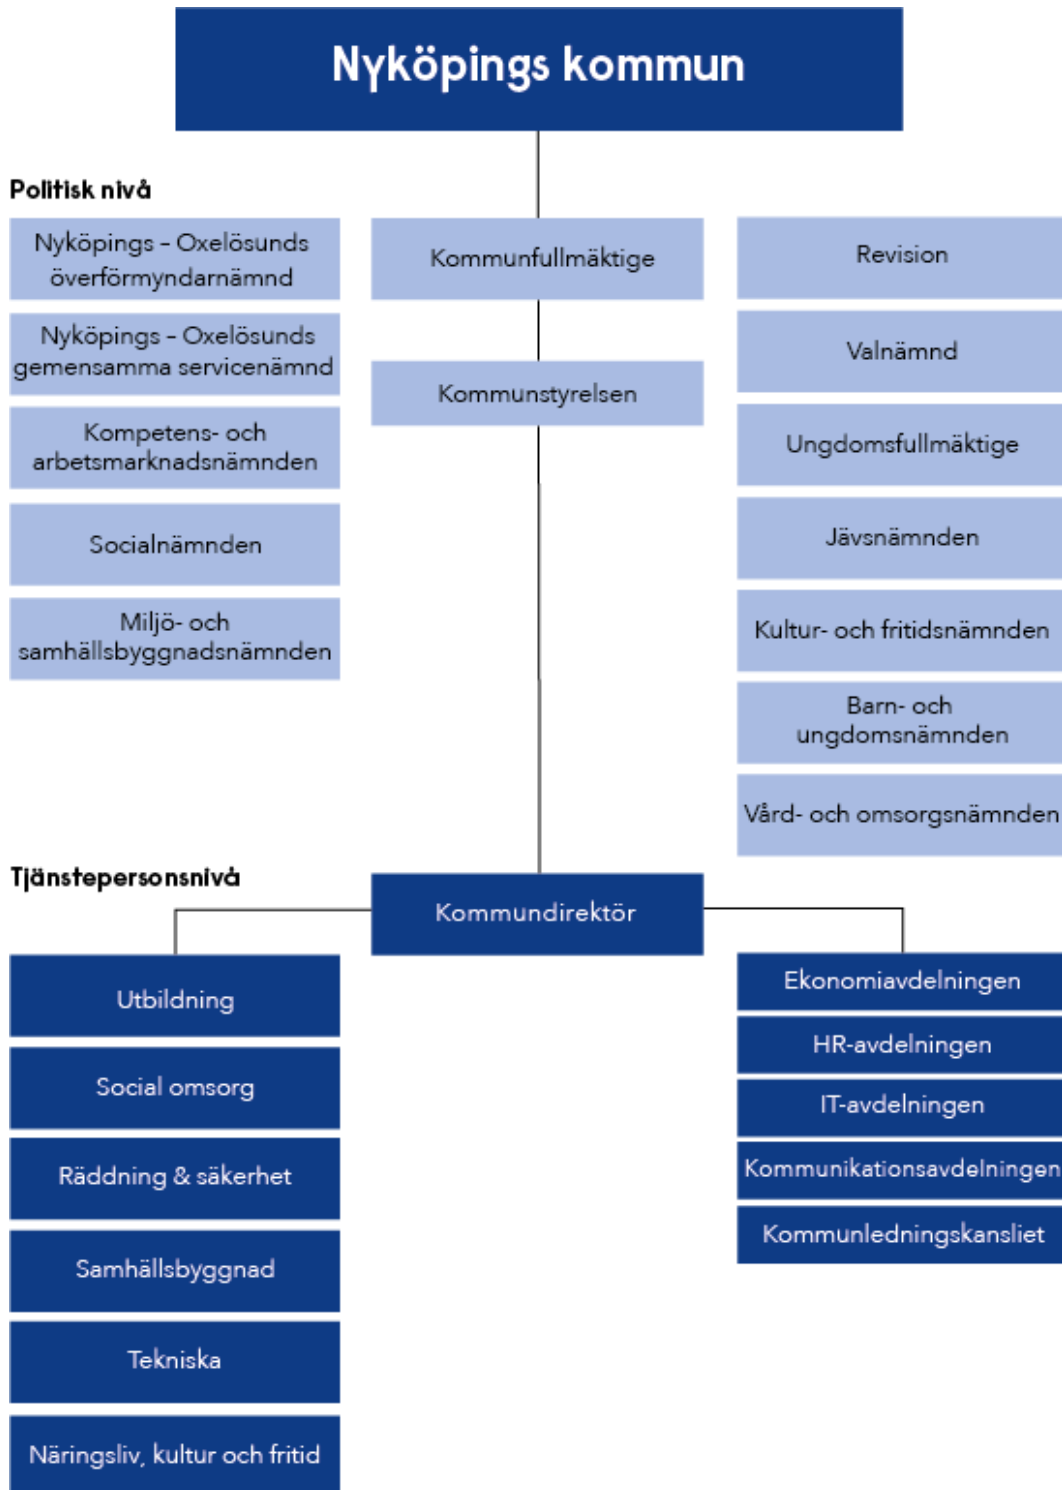 Nyköpings kommun
Politisk nivå
Nyköpings – Oxelösunds
överförmyndarnämnd
Nyköpings – Oxelösunds
gemensamma servicenämnd
Kompetens- och
arbetsmarknadsnämnden
Socialnämnden
Miljö- och
samhällsbyggnadsnämnden
Kommunfullmäktige
Kommunstyrelsen
Revision
Valnämnd
Ungdomsfullmäktige
Jävsnämnden
Kultur- och fritidsnämnden
Barn- och
ungdomsnämnden
Vård- och omsorgsnämnden
Tjänstepersonsnivå
Kommundirektör
Utbildning
Social omsorg
Räddning & säkerhet
Samhällsbyggnad
Tekniska
Näringsliv, kultur och fritid
Ekonomiavdelningen
HR-avdelningen
IT-avdelningen
Kommunikationsavdelningen
Kommunledningskansliet